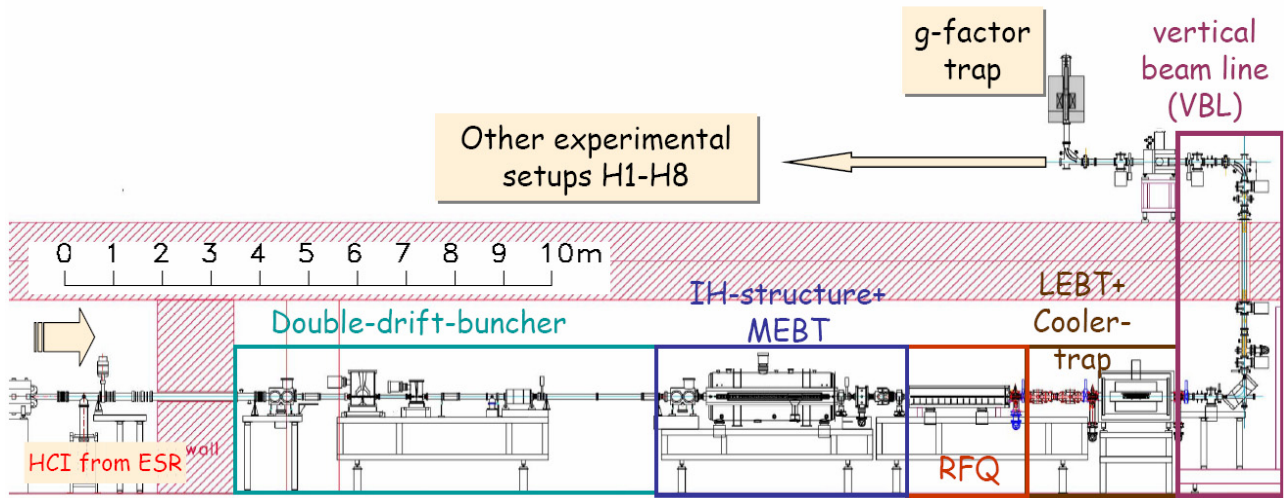 g-factor
trap
vertical
beam line
(VBL)
Other experimental
setups H1-H8
0 1 2 3 4 5 6 7 8 9 10m
Double-drift-buncher
IH-structure+
MEBT
LEBT+
Cooler-
trap
HCI from ESR
wall
RFQ